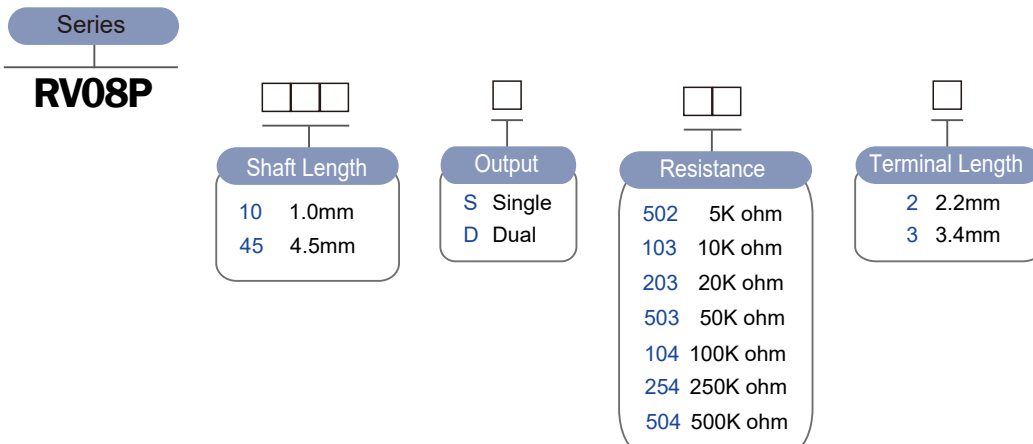 Series
RV08P
Shaft Length
10 1.0mm
45 4.5mm
Output
S Single
D Dual
Resistance
502 5K ohm
103 10K ohm
203 20K ohm
503 50K ohm
104 100K ohm
254 250K ohm
504 500K ohm
Terminal Length
2 2.2mm
3 3.4mm